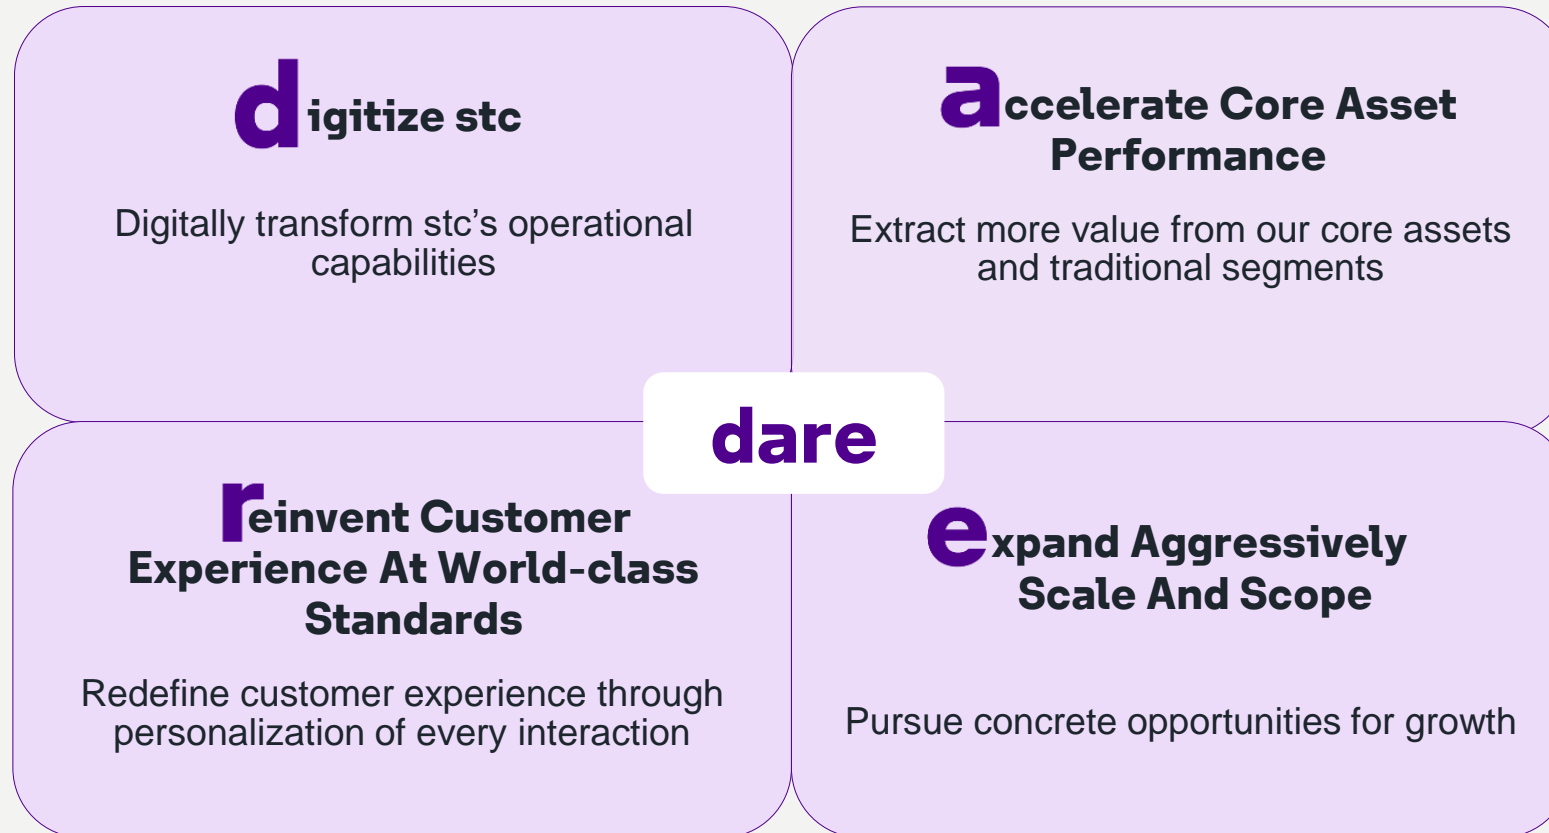 digitize stc
Digitally transform stc’s operational
capabilities
accelerate Core Asset
Performance
Extract more value from our core assets
and traditional segments
dare
reinvent Customer
Experience At World-class
Standards
Redefine customer experience through
personalization of every interaction
expand Aggressively
Scale And Scope
Pursue concrete opportunities for growth